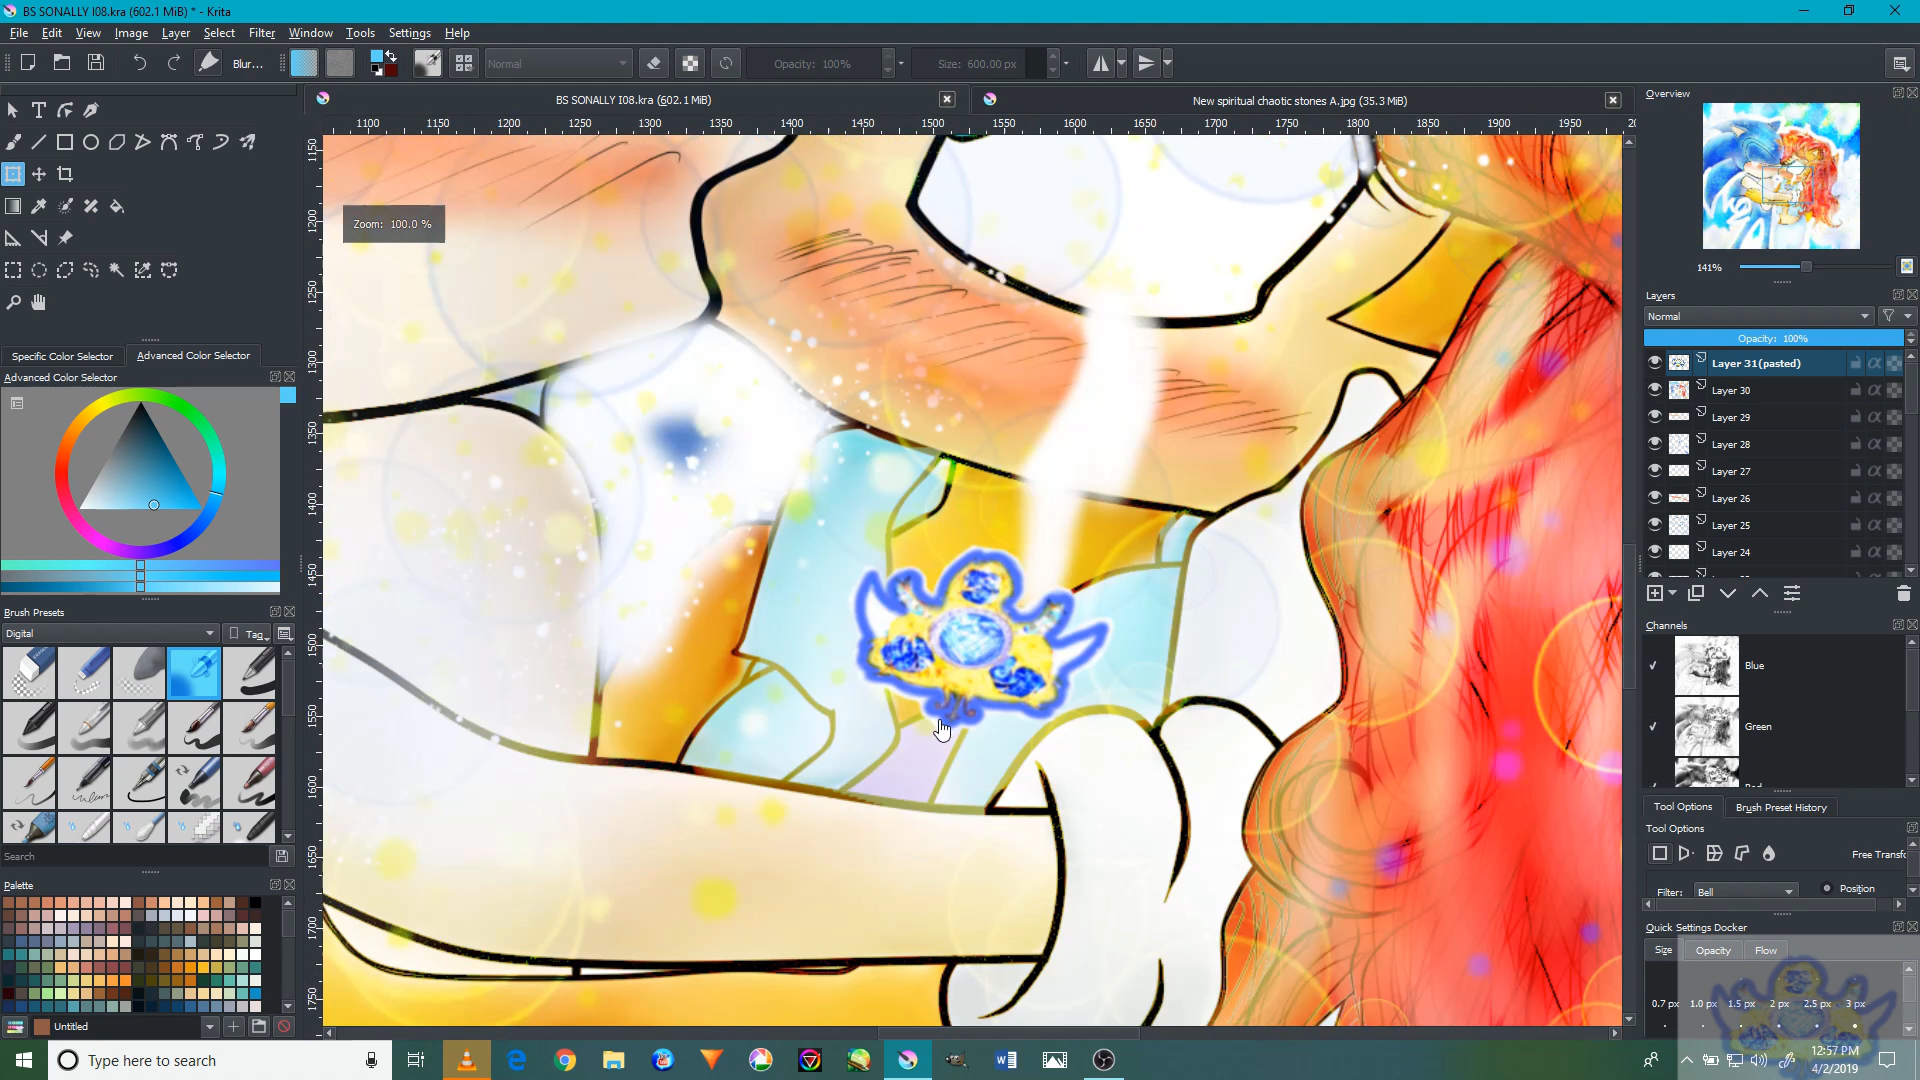 BS SONALLY I08.kra (602.1 MiB) * - Krita
File Edit View Image Layer Select Filter Window Tools Settings Help
Blur... Normal Opacity: 100% Size: 600.00 px
BS SONALLY I08.kra (602.1 MiB) New spiritual chaotic stones A.jpg (35.3 MiB)
1100 1150 1200 1250 1300 1350 1400 1450 1500 1550 1600 1650 1700 1750 1800 1850 1900 1950
1150
1200
1250
1300
1350
1400
1450
1500
1550
1600
1650
1700
1750
Zoom: 100.0 %
Specific Color Selector Advanced Color Selector
Advanced Color Selector
Brush Presets
Digital Tag
Search
Palette
Untitled
Overview
141%
Layers
Normal
Opacity: 100%
Layer 31(pasted)
Layer 30
Layer 29
Layer 28
Layer 27
Layer 26
Layer 25
Layer 24
Channels
Blue
Green
Tool Options Brush Preset History
Tool Options
Free Transf
Filter: Bell Position
Quick Settings Docker
Size Opacity Flow
0.7 px 1.0 px 1.5 px 2 px 2.5 px 3 px
Type here to search
12:57 PM
4/2/2019